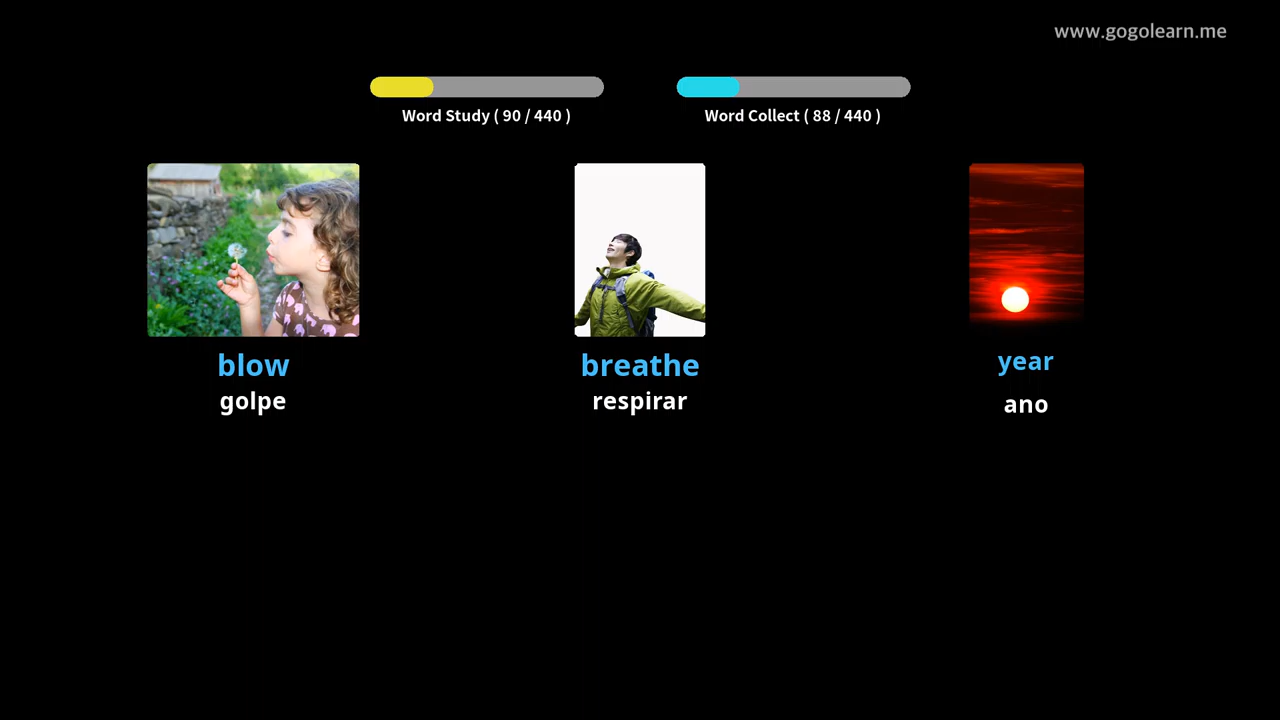 www.gogolearn.me
Word Study ( 90 / 440 )
Word Collect ( 88 / 440 )
blow
golpe
breathe
respirar
year
ano